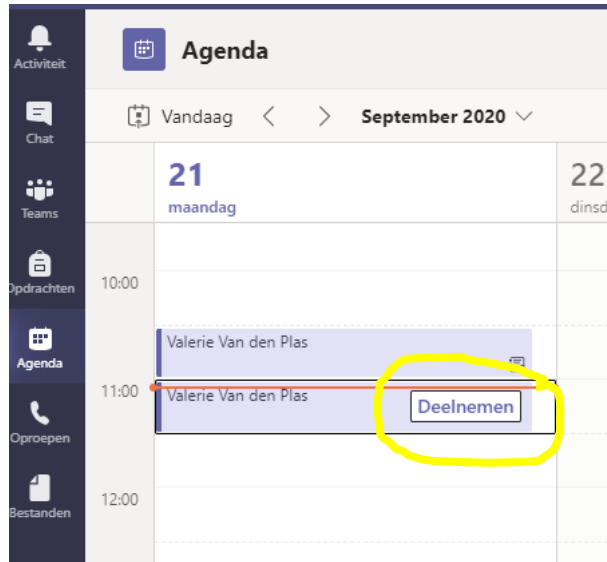 Activiteit
Chat
Teams
Opdrachten
Agenda
Oproepen
Bestanden
Agenda
Vandaag
September 2020
21
maandag
22
dinsd
10:00
Valerie Van den Plas
11:00
Valerie Van den Plas
Deelnemen
12:00